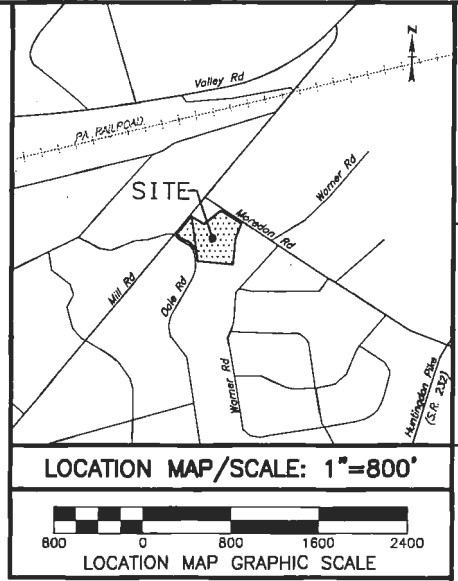 Z
Valley Rd
PA RAILROAD
SITE
Moredon Rd
Warner Rd
Mill Rd
Dale Rd
Warner Rd
Huntingdon Pike
(S.R. 232)
LOCATION MAP/SCALE: 1"=800'
800 0 800 1600 2400
LOCATION MAP GRAPHIC SCALE